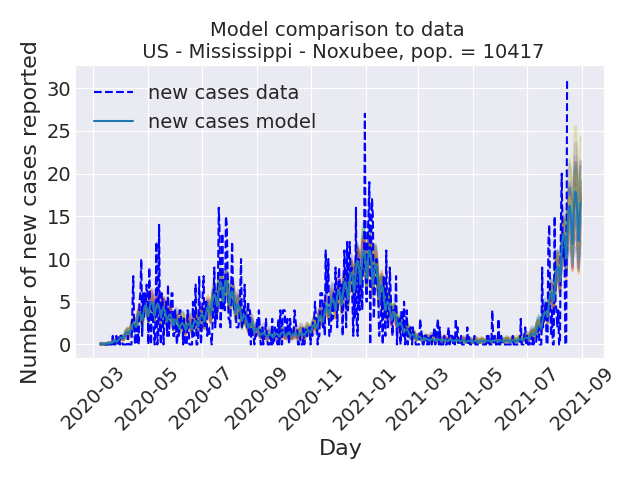 Model comparison to data
US - Mississippi - Noxubee, pop. = 10417
Number of new cases reported
30
25
20
15
10
5
0
new cases data
new cases model
2020-03
2020-05
2020-07
2020-09
2020-11
2021-01
2021-03
2021-05
2021-07
2021-09
Day